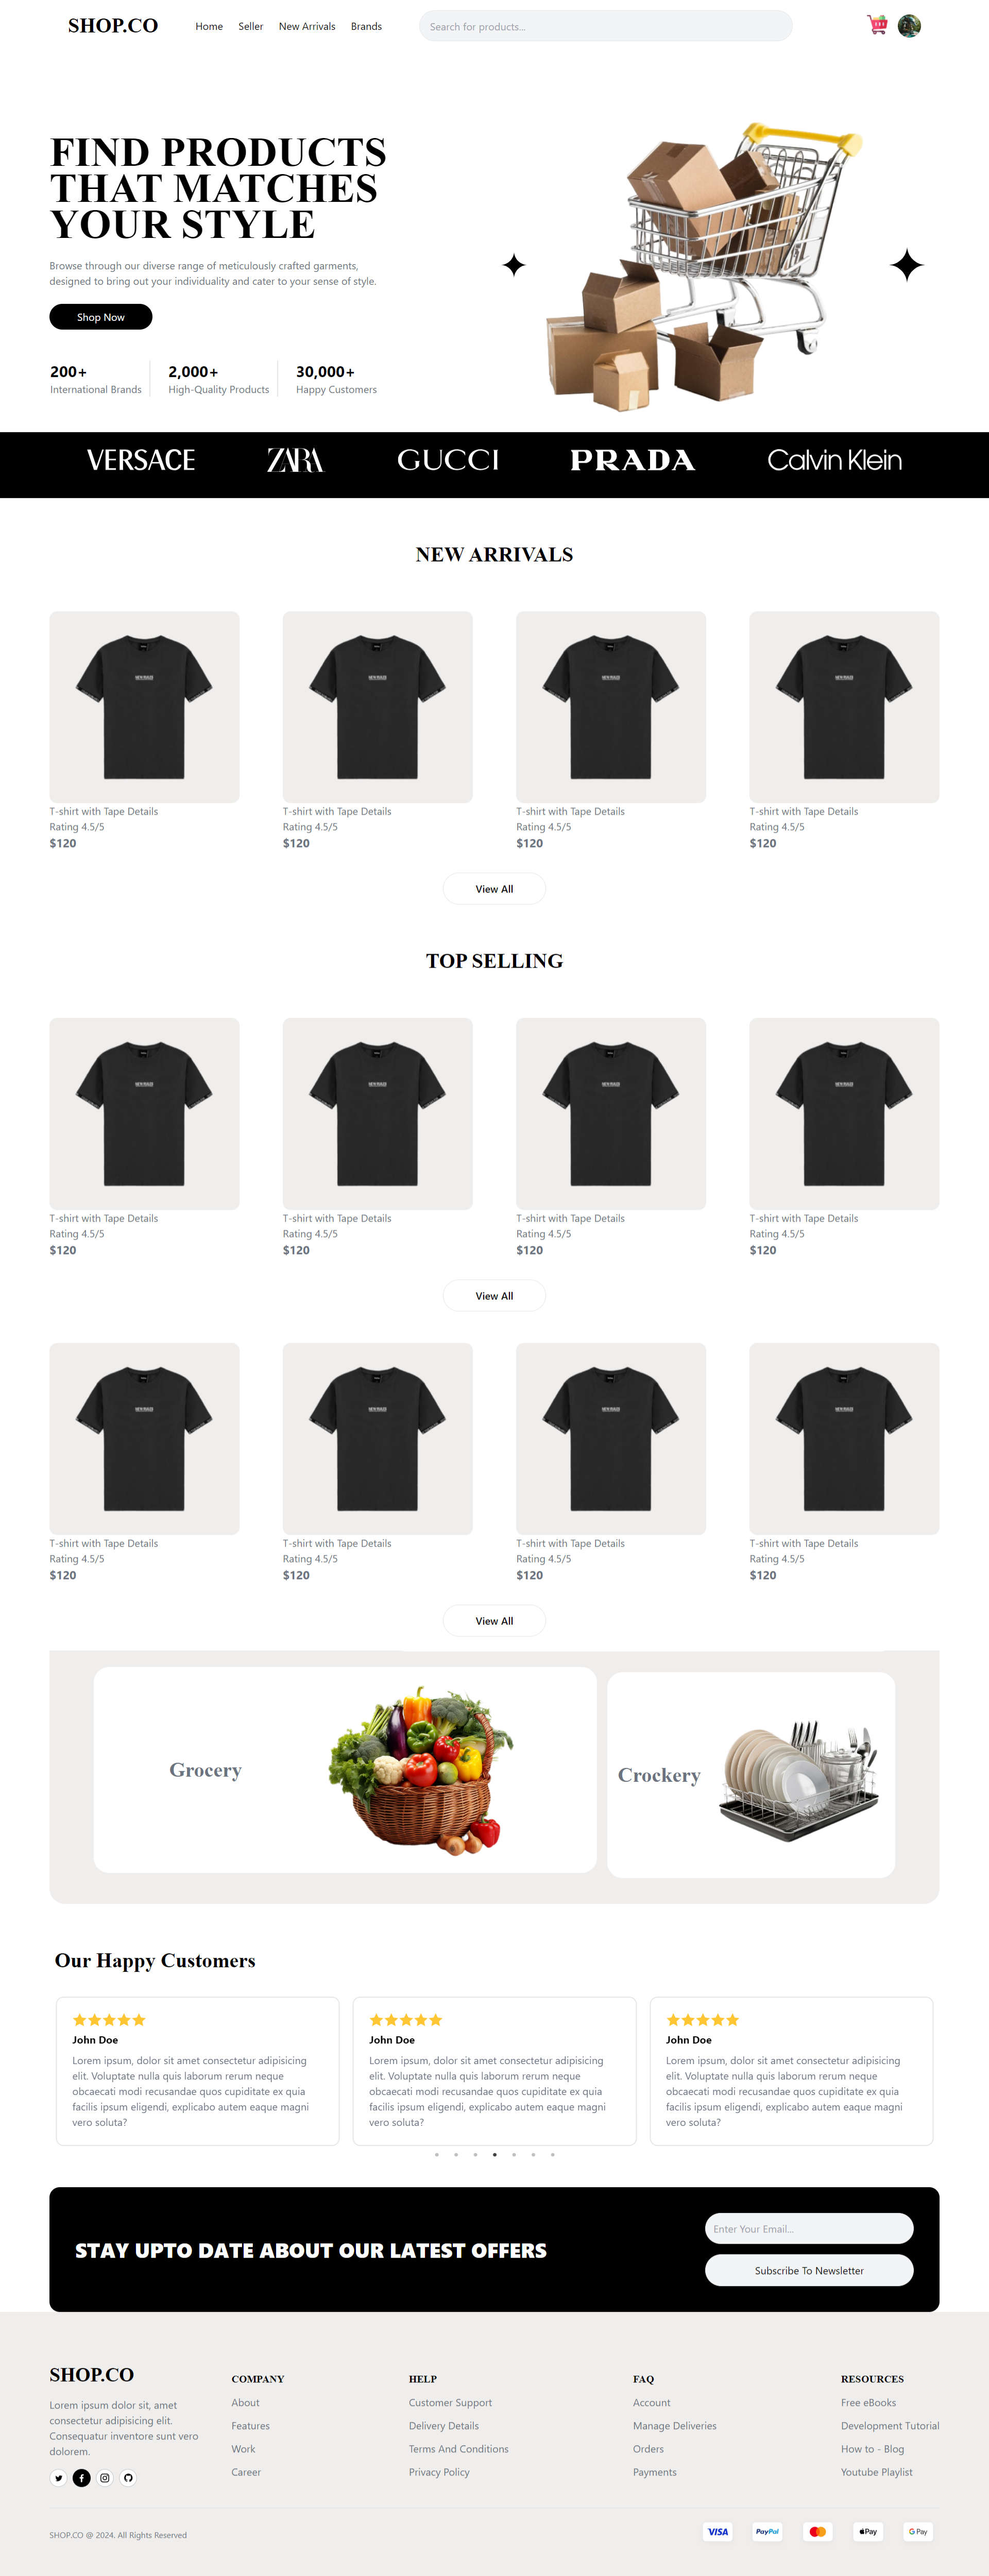 SHOP.CO
Home Seller New Arrivals Brands
Search for products...
FIND PRODUCTS
THAT MATCHES
YOUR STYLE
Browse through our diverse range of meticulously crafted garments,
designed to bring out your individuality and cater to your sense of style.
Shop Now
200+ 2,000+ 30,000+
International Brands High-Quality Products Happy Customers
VERSACE ZARA GUCCI PRADA Calvin Klein
NEW ARRIVALS
T-shirt with Tape Details T-shirt with Tape Details T-shirt with Tape Details T-shirt with Tape Details
Rating 4.5/5 Rating 4.5/5 Rating 4.5/5 Rating 4.5/5
$120 $120 $120 $120
View All
TOP SELLING
T-shirt with Tape Details T-shirt with Tape Details T-shirt with Tape Details T-shirt with Tape Details
Rating 4.5/5 Rating 4.5/5 Rating 4.5/5 Rating 4.5/5
$120 $120 $120 $120
View All
T-shirt with Tape Details T-shirt with Tape Details T-shirt with Tape Details T-shirt with Tape Details
Rating 4.5/5 Rating 4.5/5 Rating 4.5/5 Rating 4.5/5
$120 $120 $120 $120
View All
Grocery
Crockery
Our Happy Customers
John Doe
Lorem ipsum, dolor sit amet consectetur adipisicing
elit. Voluptate nulla quis laborum rerum neque
obcaecati modi recusandae quos cupiditate ex quia
facilis ipsum eligendi, explicabo autem eaque magni
vero soluta?
John Doe
Lorem ipsum, dolor sit amet consectetur adipisicing
elit. Voluptate nulla quis laborum rerum neque
obcaecati modi recusandae quos cupiditate ex quia
facilis ipsum eligendi, explicabo autem eaque magni
vero soluta?
John Doe
Lorem ipsum, dolor sit amet consectetur adipisicing
elit. Voluptate nulla quis laborum rerum neque
obcaecati modi recusandae quos cupiditate ex quia
facilis ipsum eligendi, explicabo autem eaque magni
vero soluta?
STAY UPTO DATE ABOUT OUR LATEST OFFERS
Enter Your Email...
Subscribe To Newsletter
SHOP.CO
Lorem ipsum dolor sit, amet
consectetur adipisicing elit.
Consequatur inventore sunt vero
dolorem.
COMPANY
About
Features
Work
Career
HELP
Customer Support
Delivery Details
Terms And Conditions
Privacy Policy
FAQ
Account
Manage Deliveries
Orders
Payments
RESOURCES
Free eBooks
Development Tutorial
How to - Blog
Youtube Playlist
SHOP.CO @ 2024. All Rights Reserved
VISA PayPal Pay G Pay